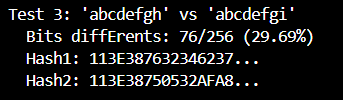 Test 3: 'abcdefgh' vs 'abcdefgi'
Bits diffErents: 76/256 (29.69%)
Hash1: 113E387632346237...
Hash2: 113E38750532AFA8...